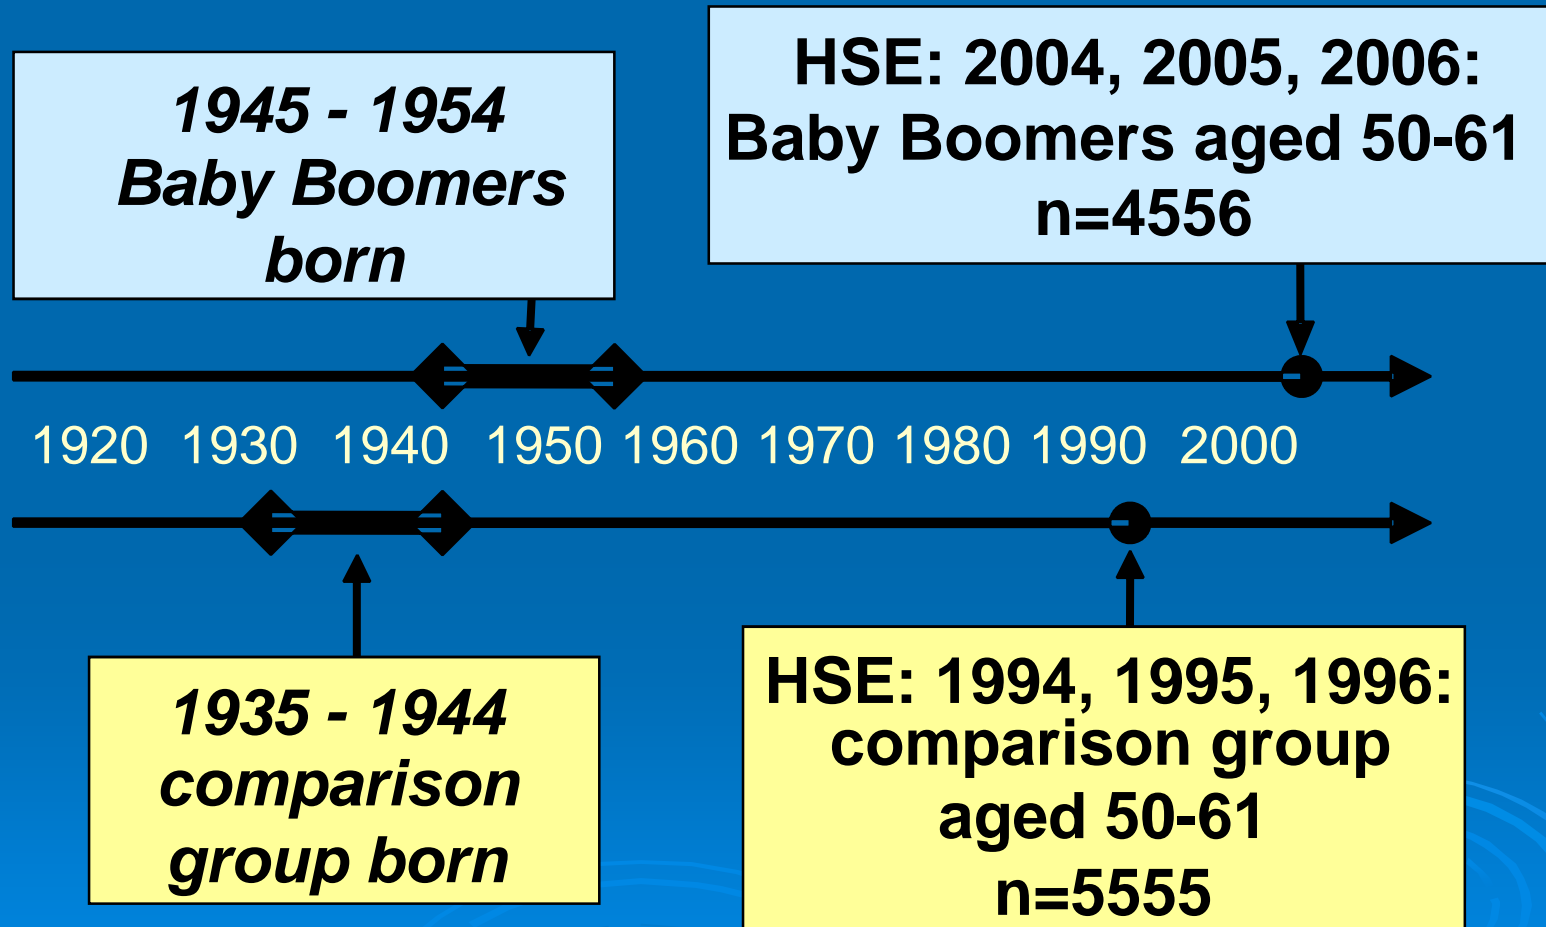 1945 - 1954
Baby Boomers
born
HSE: 2004, 2005, 2006:
Baby Boomers aged 50-61
n=4556
1920 1930 1940 1950 1960 1970 1980 1990 2000
1935 - 1944
comparison
group born
HSE: 1994, 1995, 1996:
comparison group
aged 50-61
n=5555